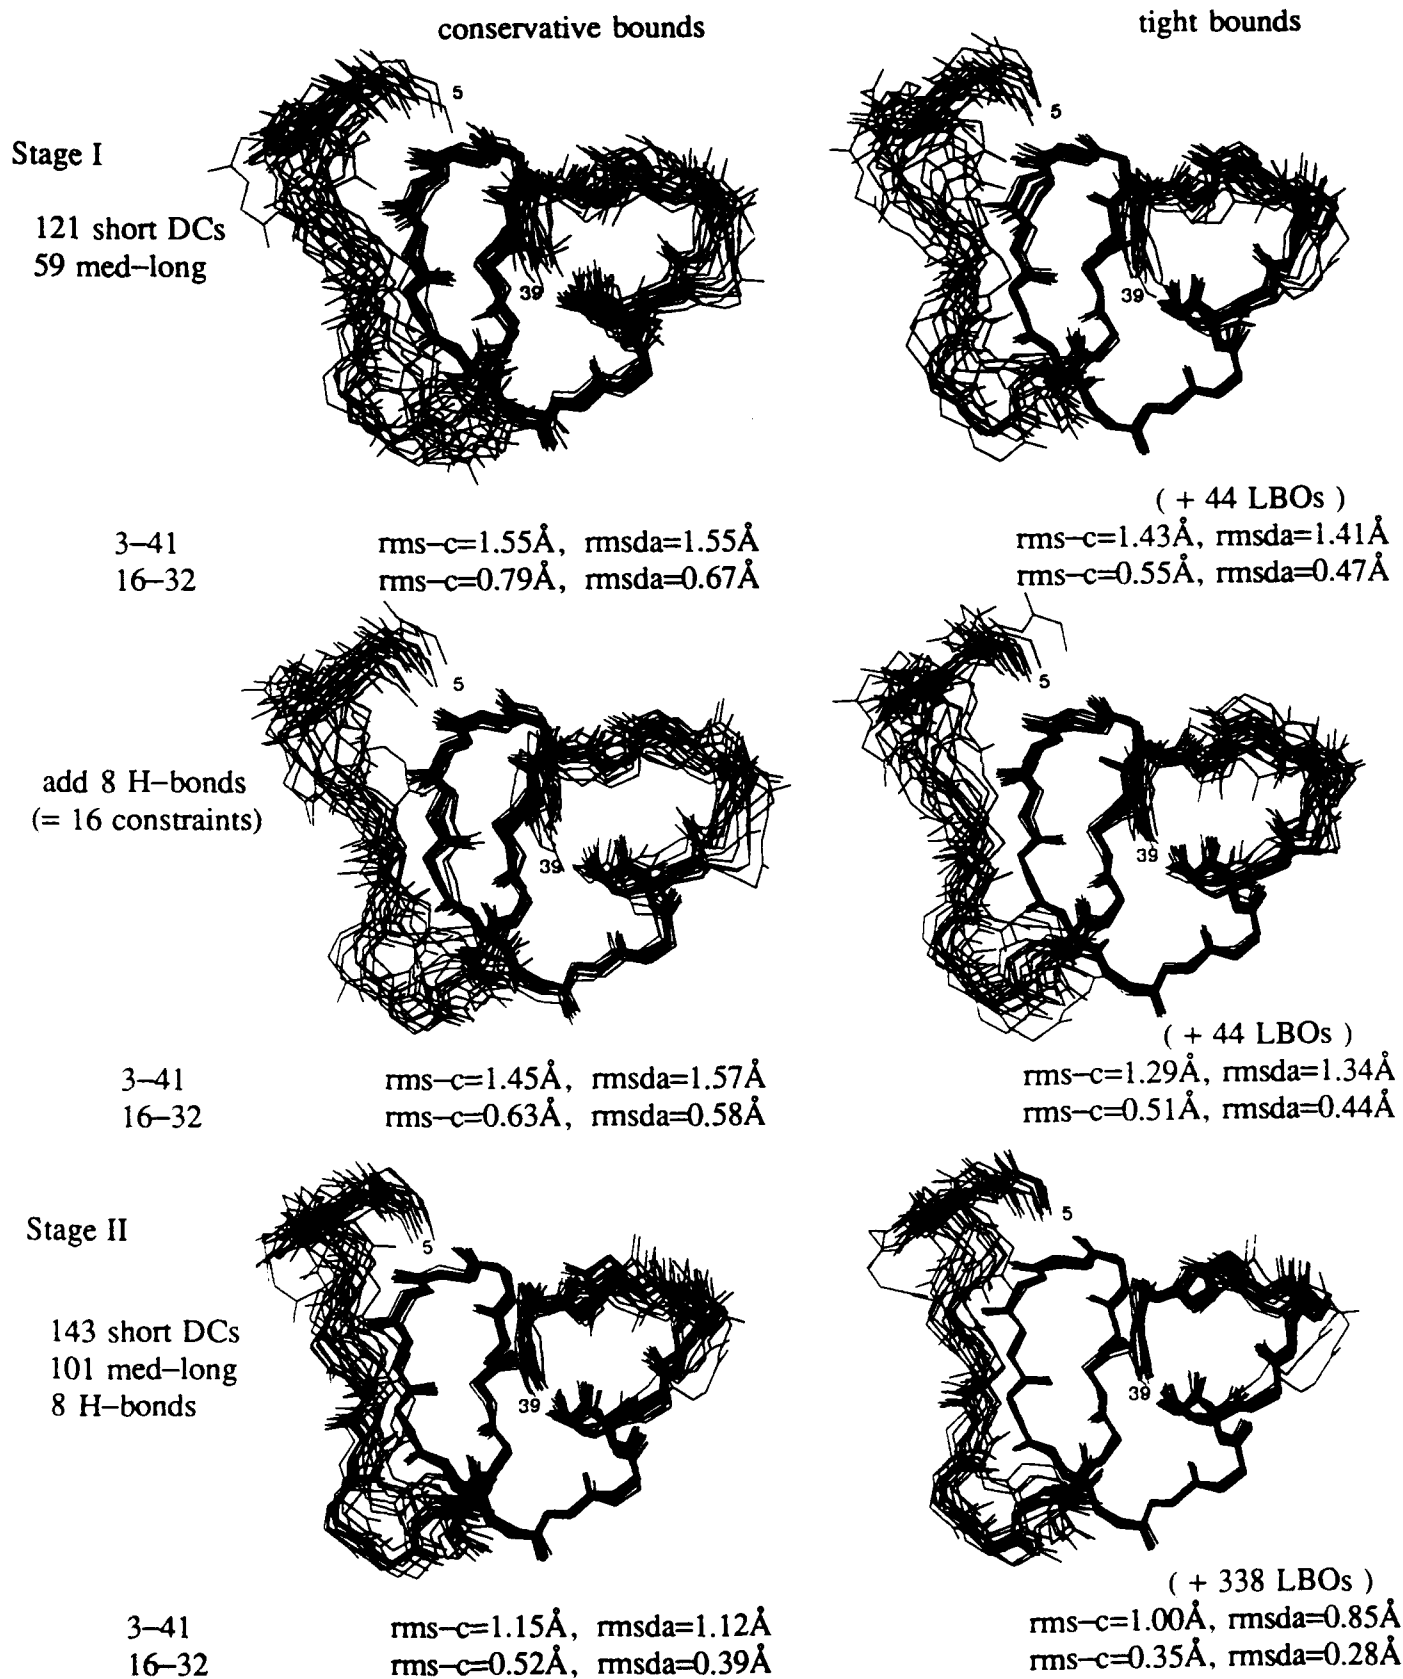 conservative bounds
tight bounds
5
5
Stage I
121 short DCs
59 med–long
39
39
( + 44 LBOs )
3–41
rms–c=1.55Å, rmsda=1.55Å
rms–c=1.43Å, rmsda=1.41Å
16–32
rms–c=0.79Å, rmsda=0.67Å
rms–c=0.55Å, rmsda=0.47Å
5
5
add 8 H–bonds
(= 16 constraints)
39
39
( + 44 LBOs )
3–41
rms–c=1.45Å, rmsda=1.57Å
rms–c=1.29Å, rmsda=1.34Å
16–32
rms–c=0.63Å, rmsda=0.58Å
rms–c=0.51Å, rmsda=0.44Å
5
5
Stage II
143 short DCs
101 med–long
8 H–bonds
39
39
( + 338 LBOs )
3–41
rms–c=1.15Å, rmsda=1.12Å
rms–c=1.00Å, rmsda=0.85Å
16–32
rms–c=0.52Å, rmsda=0.39Å
rms–c=0.35Å, rmsda=0.28Å